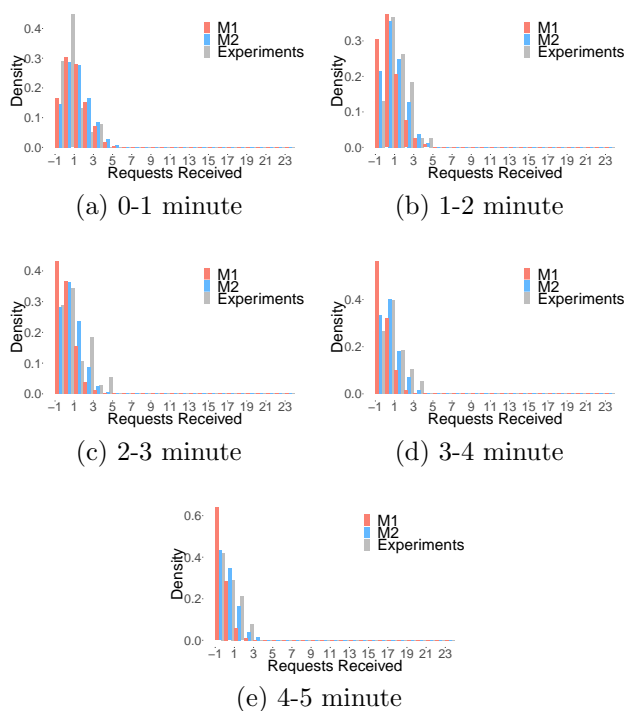 M1
M2
Experiments
Density
0.4
0.3
0.2
0.1
0.0
−1 1 3 5 7 9 11 13 15 17 19 21 23
Requests Received
(a) 0-1 minute
M1
M2
Experiments
Density
0.3
0.2
0.1
0.0
−1 1 3 5 7 9 11 13 15 17 19 21 23
Requests Received
(b) 1-2 minute
M1
M2
Experiments
Density
0.4
0.3
0.2
0.1
0.0
−1 1 3 5 7 9 11 13 15 17 19 21 23
Requests Received
(c) 2-3 minute
M1
M2
Experiments
Density
0.4
0.2
0.0
−1 1 3 5 7 9 11 13 15 17 19 21 23
Requests Received
(d) 3-4 minute
M1
M2
Experiments
Density
0.6
0.4
0.2
0.0
−1 1 3 5 7 9 11 13 15 17 19 21 23
Requests Received
(e) 4-5 minute